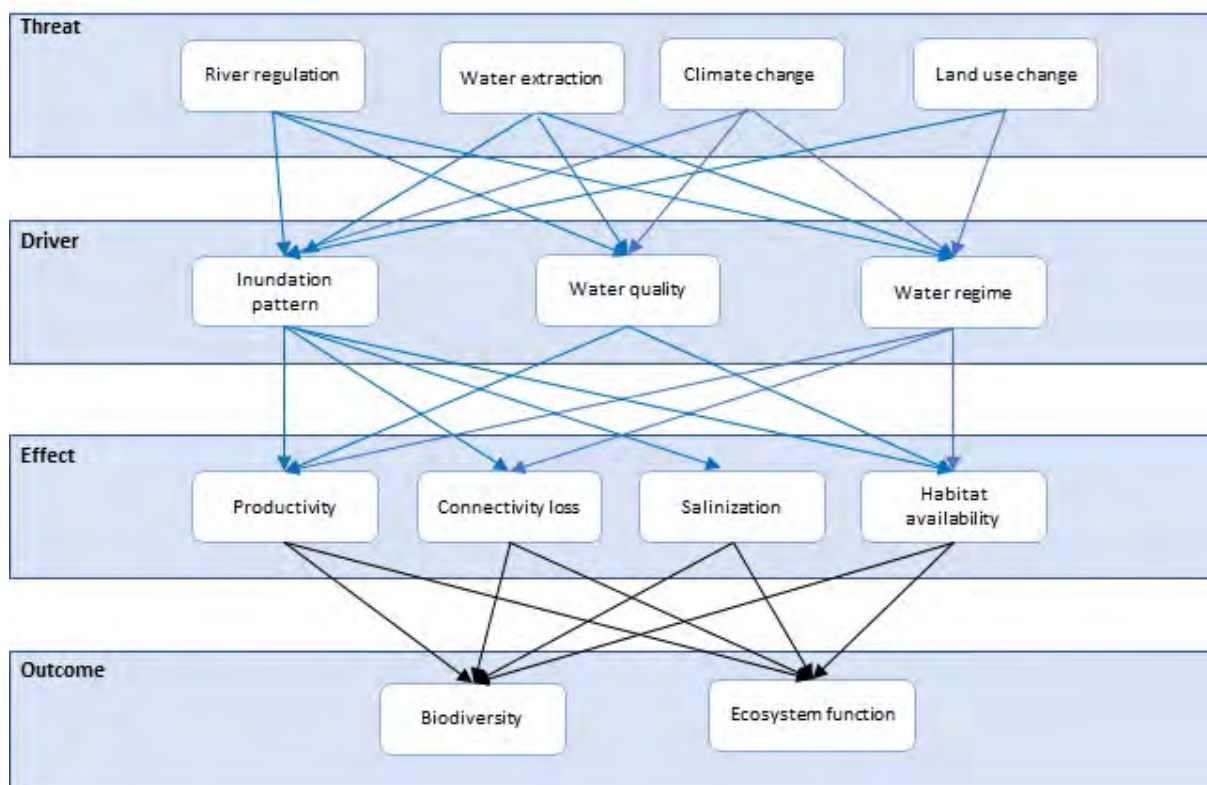 Threat
River regulation
Water extraction
Climate change
Land use change
Driver
Inundation
pattern
Water quality
Water regime
Effect
Productivity
Connectivity loss
Salinization
Habitat
availability
Outcome
Biodiversity
Ecosystem function